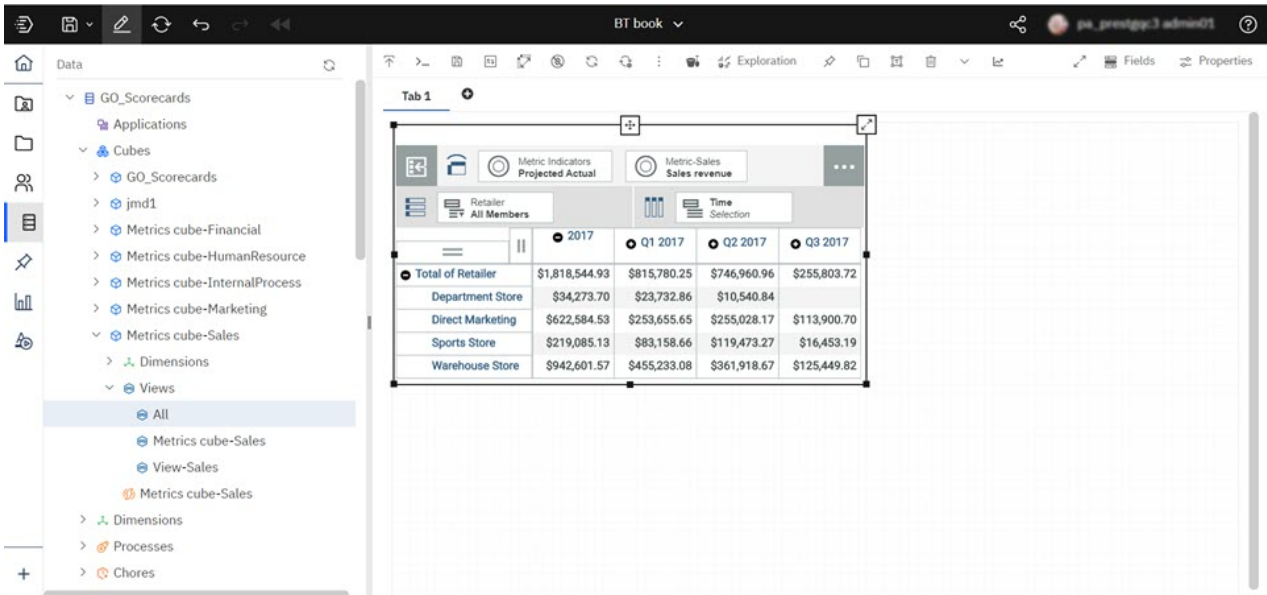 BT book
pa_prestgqc3 admin01
Data
Exploration
Fields
Properties
GO_Scorecards
Applications
Cubes
GO_Scorecards
jmd1
Metrics cube-Financial
Metrics cube-HumanResource
Metrics cube-InternalProcess
Metrics cube-Marketing
Metrics cube-Sales
Dimensions
Views
All
Metrics cube-Sales
View-Sales
Metrics cube-Sales
Dimensions
Processes
Chores
Tab 1
Metric Indicators
Projected Actual
Metric-Sales
Sales revenue
Retailer
All Members
Time
Selection
2017 Q1 2017 Q2 2017 Q3 2017
Total of Retailer $1,818,544.93 $815,780.25 $746,960.96 $255,803.72
Department Store $34,273.70 $23,732.86 $10,540.84
Direct Marketing $622,584.53 $253,655.65 $255,028.17 $113,900.70
Sports Store $219,085.13 $83,158.66 $119,473.27 $16,453.19
Warehouse Store $942,601.57 $455,233.08 $361,918.67 $125,449.82